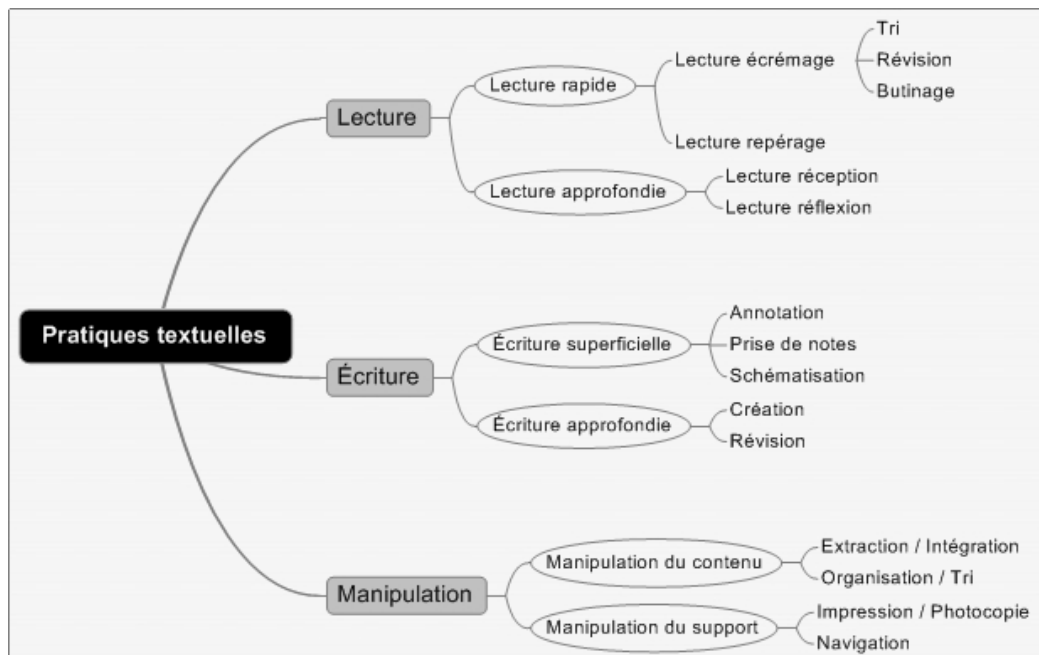 Pratiques textuelles
Lecture
Lecture rapide
Lecture écrémage
Tri
Révision
Butinage
Lecture repérage
Lecture approfondie
Lecture réception
Lecture réflexion
Écriture
Écriture superficielle
Annotation
Prise de notes
Schématisation
Écriture approfondie
Création
Révision
Manipulation
Manipulation du contenu
Extraction / Intégration
Organisation / Tri
Manipulation du support
Impression / Photocopie
Navigation